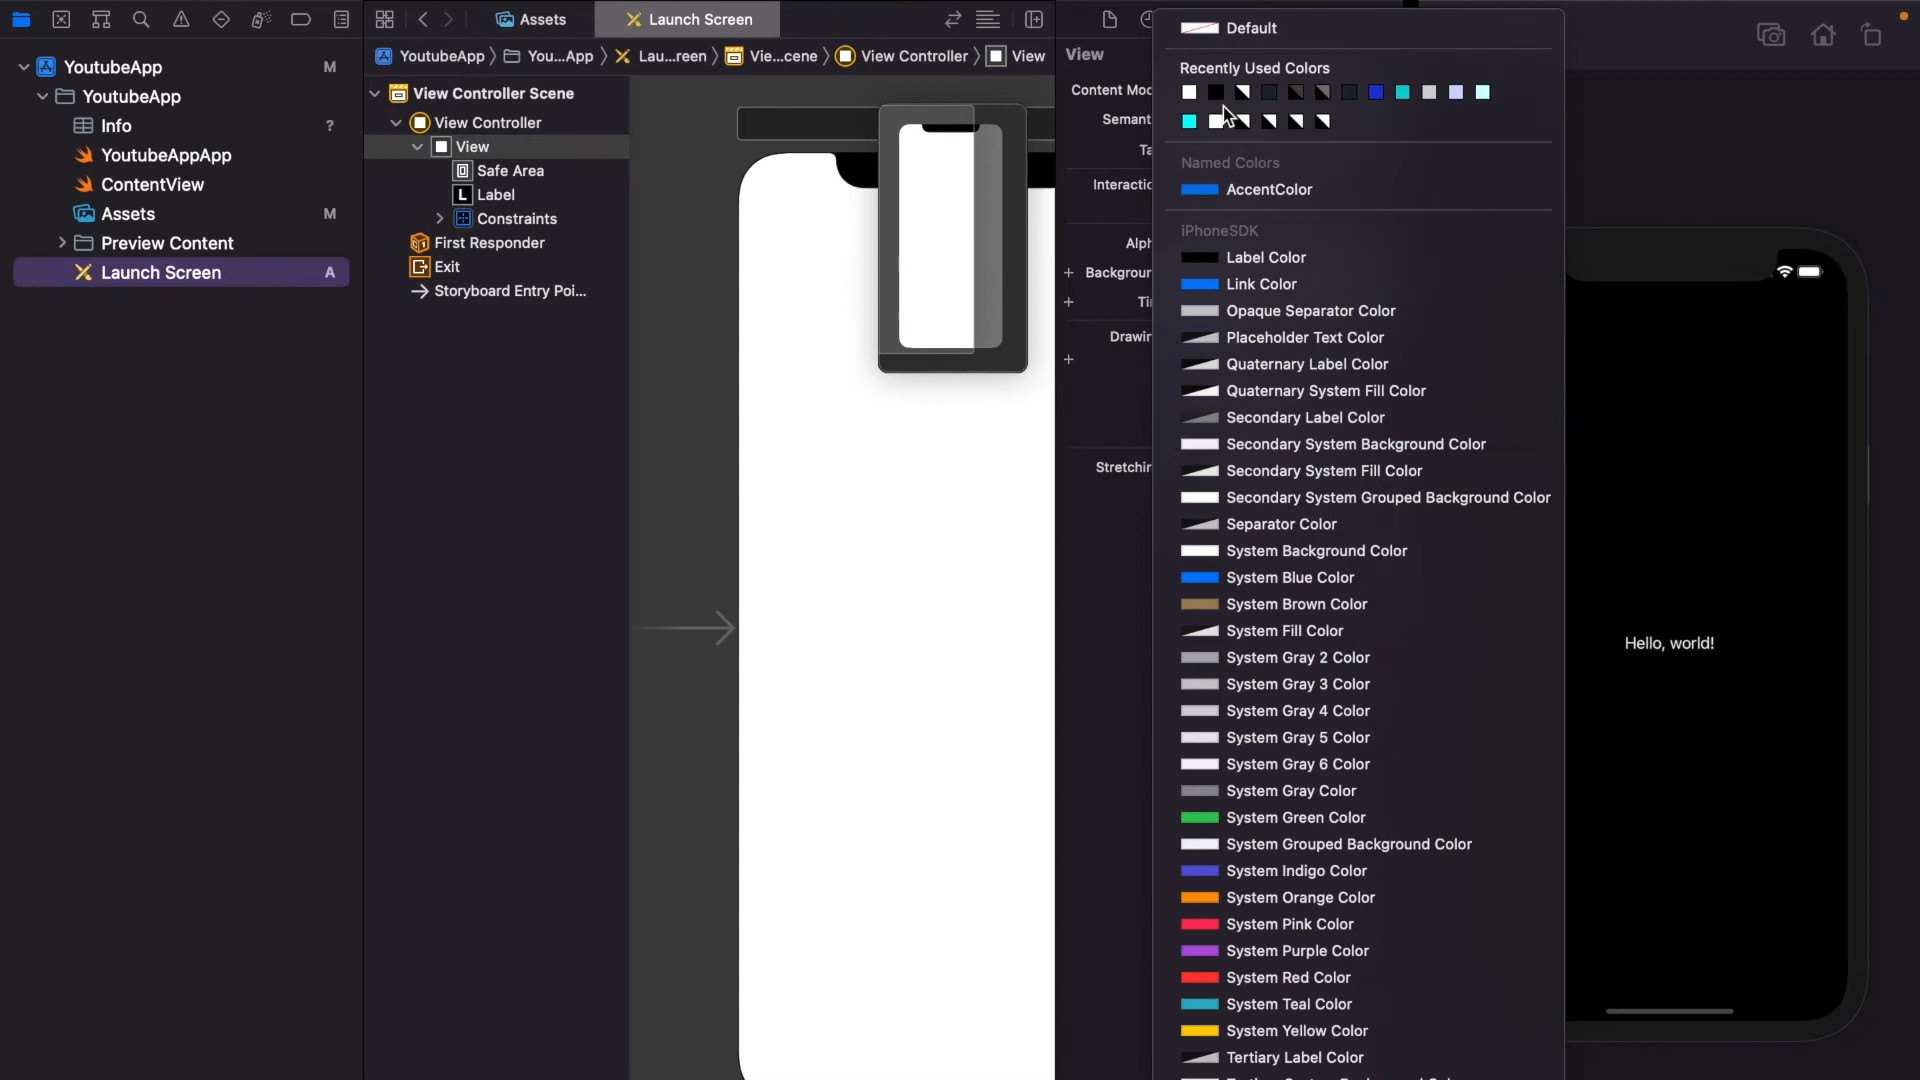 Assets
Launch Screen
YoutubeApp
You...App
Lau...reen
Vie...cene
View Controller
View
YoutubeApp M
YoutubeApp
Info ?
YoutubeAppApp
ContentView
Assets M
Preview Content
Launch Screen A
View Controller Scene
View Controller
View
Safe Area
L Label
Constraints
First Responder
Exit
Storyboard Entry Poi...
View
Content Mod
Semant
Ta
Interactic
Alph
Backgroun
Drawin
Stretchin
Default
Recently Used Colors
Named Colors
AccentColor
iPhoneSDK
Label Color
Link Color
Opaque Separator Color
Placeholder Text Color
Quaternary Label Color
Quaternary System Fill Color
Secondary Label Color
Secondary System Background Color
Secondary System Fill Color
Secondary System Grouped Background Color
Separator Color
System Background Color
System Blue Color
System Brown Color
System Fill Color
System Gray 2 Color
System Gray 3 Color
System Gray 4 Color
System Gray 5 Color
System Gray 6 Color
System Gray Color
System Green Color
System Grouped Background Color
System Indigo Color
System Orange Color
System Pink Color
System Purple Color
System Red Color
System Teal Color
System Yellow Color
Tertiary Label Color
Hello, world!